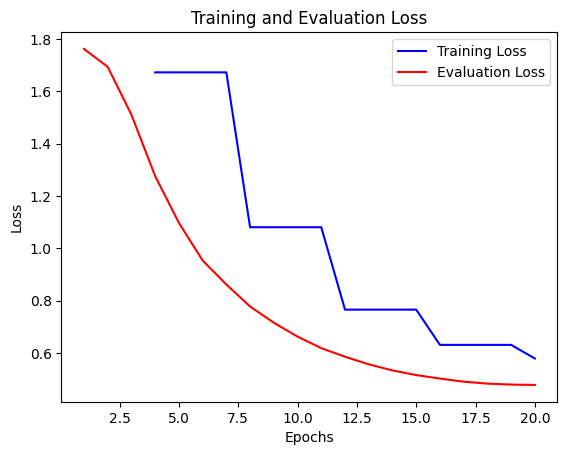 Training and Evaluation Loss
Training Loss
Evaluation Loss
Loss
1.8
1.6
1.4
1.2
1.0
0.8
0.6
2.5 5.0 7.5 10.0 12.5 15.0 17.5 20.0
Epochs